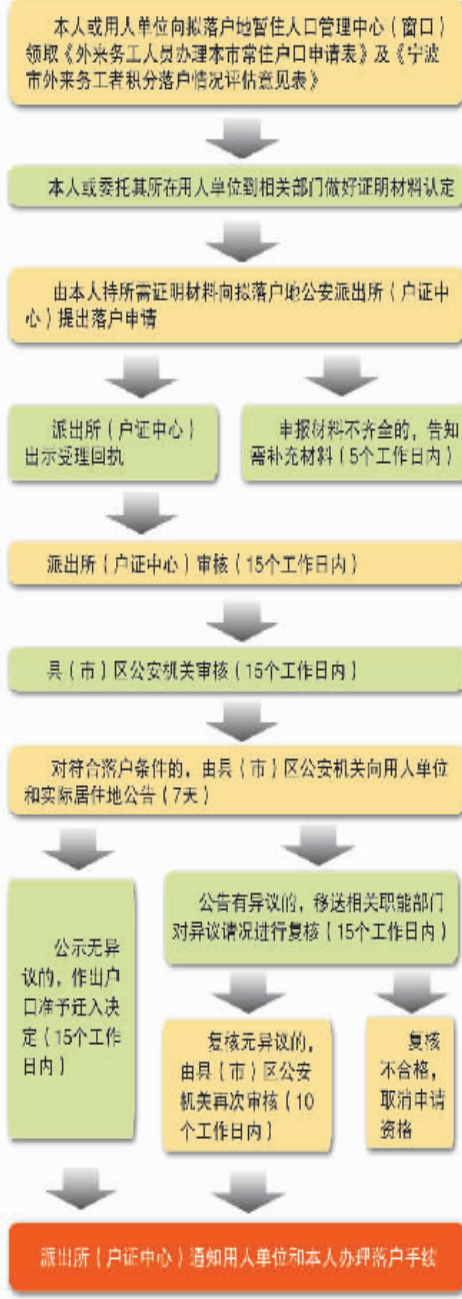 本人或用人单位向拟落户地暂住人口管理中心（窗口）
领取《外来务工人员办理本市常住户口申请表》及《宁波
市外来务工者积分落户情况评估意见表》
本人或委托其所在用人单位到相关部门做好证明材料认定
由本人持所需证明材料向拟落户地公安派出所（户证中
心）提出落户申请
派出所（户证中心）
出示受理回执
申报材料不齐全的，告知
需补充材料（5个工作日内）
派出所（户证中心）审核（15个工作日内）
县（市）区公安机关审核（15个工作日内）
对符合落户条件的，由县（市）区公安机关向用人单位
和实际居住地公告（7天）
公示无异
议的，作出户
口准予迁入决
定（15个工作
日内）
公告有异议的，移送相关职能部门
对异议情况进行复核（15个工作日内）
复核无异议的，
由县（市）区公安
机关再次审核（10
个工作日内）
复核
不合格，
取消申请
资格
派出所（户证中心）通知用人单位和本人办理落户手续